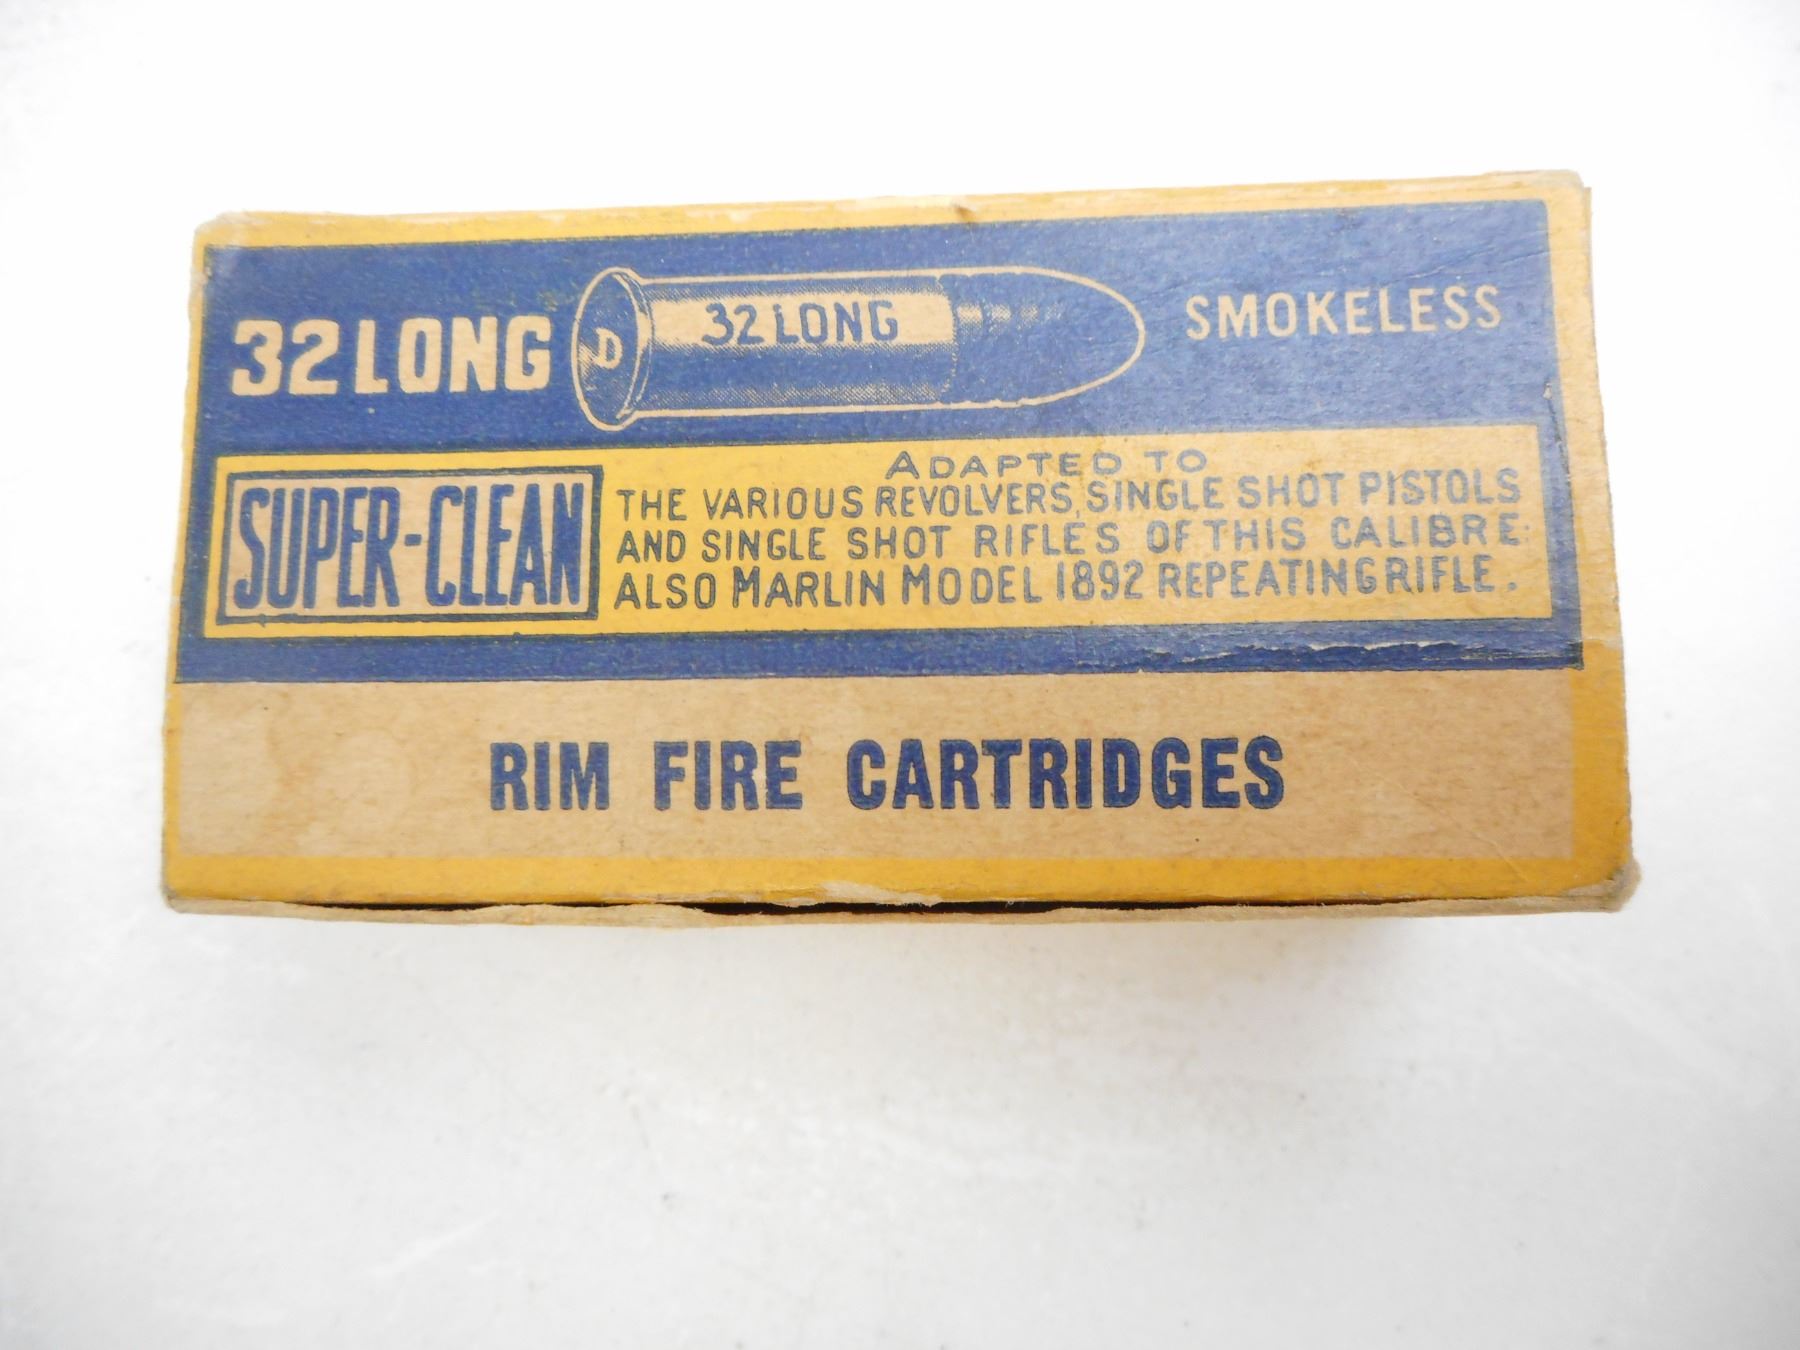 32 LONG
D
32 LONG
SMOKELESS
SUPER-CLEAN
ADAPTED TO
THE VARIOUS REVOLVERS, SINGLE SHOT PISTOLS
AND SINGLE SHOT RIFLES OF THIS CALIBRE:
ALSO MARLIN MODEL 1892 REPEATING RIFLE.
RIM FIRE CARTRIDGES